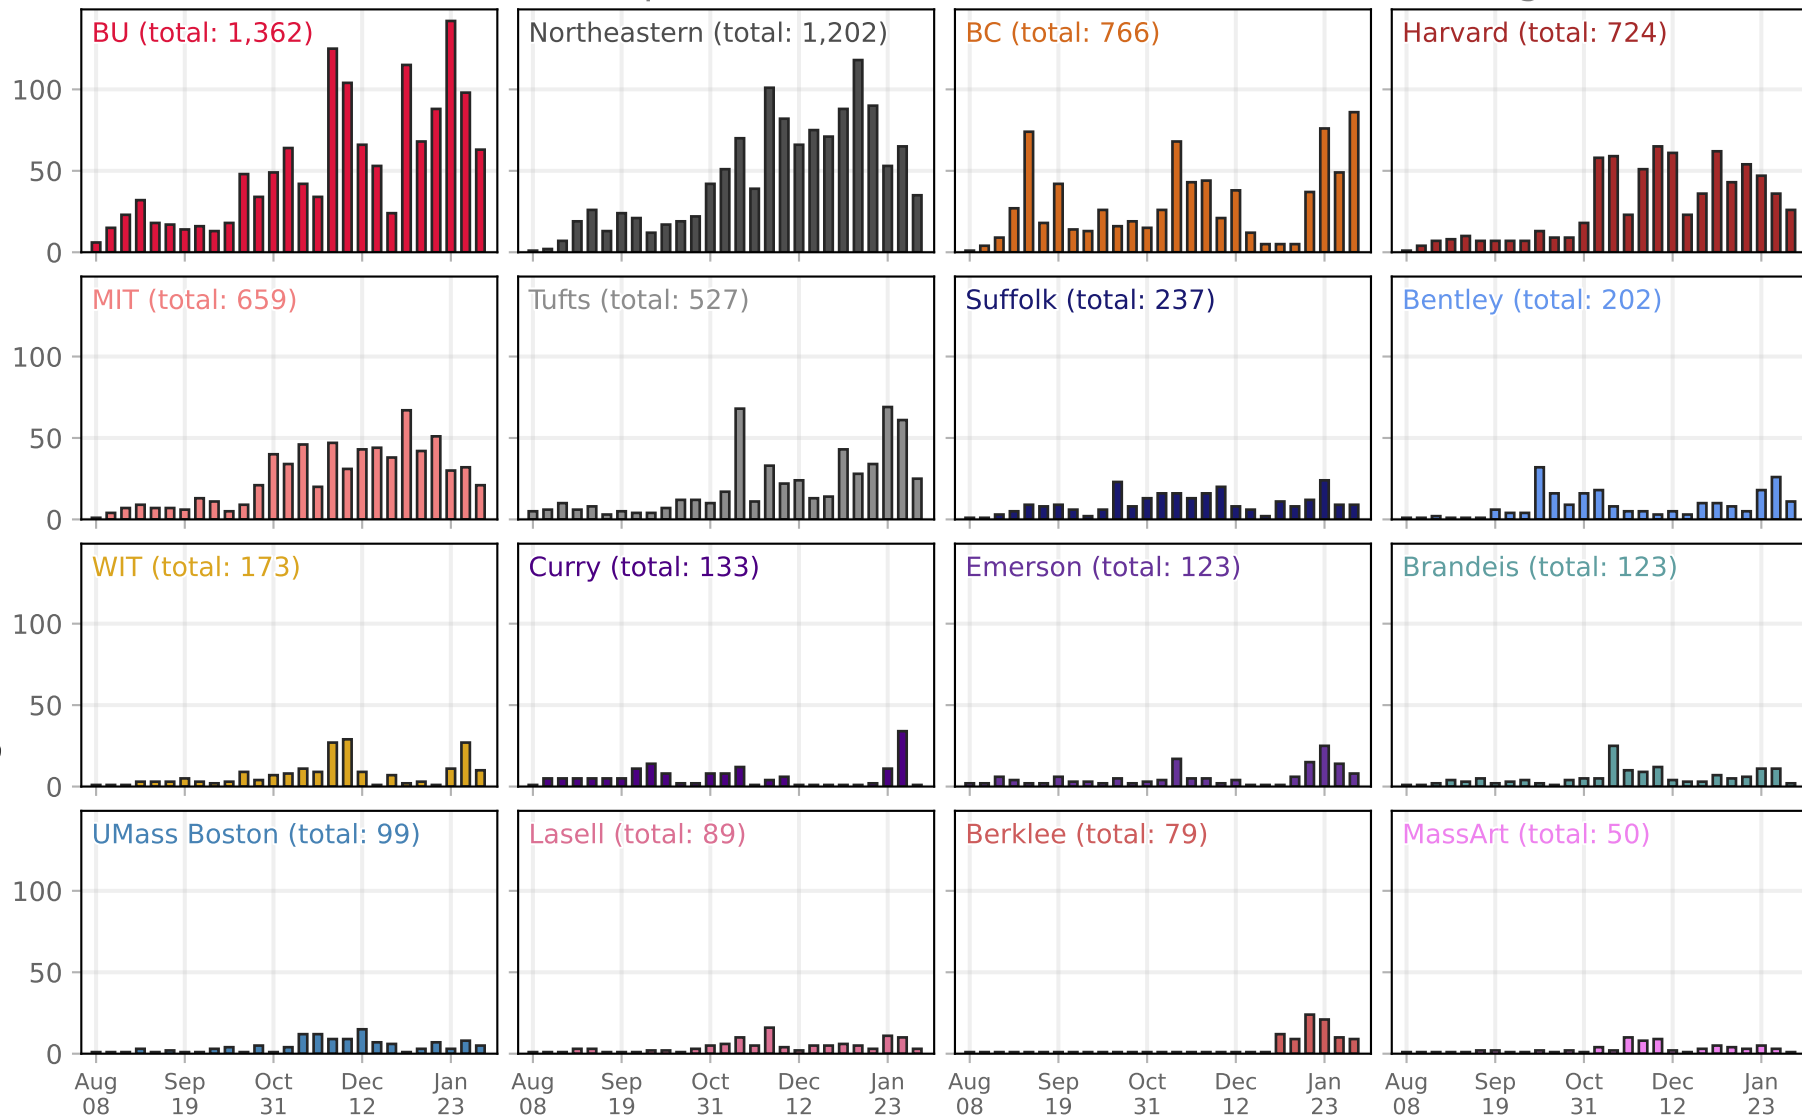 BU (total: 1,362)
Northeastern (total: 1,202)
BC (total: 766)
Harvard (total: 724)
100
50
0
MIT (total: 659)
Tufts (total: 527)
Suffolk (total: 237)
Bentley (total: 202)
100
50
0
WIT (total: 173)
Curry (total: 133)
Emerson (total: 123)
Brandeis (total: 123)
100
50
0
UMass Boston (total: 99)
Lasell (total: 89)
Berklee (total: 79)
MassArt (total: 50)
100
50
0
Aug
08
Sep
19
Oct
31
Dec
12
Jan
23
Aug
08
Sep
19
Oct
31
Dec
12
Jan
23
Aug
08
Sep
19
Oct
31
Dec
12
Jan
23
Aug
08
Sep
19
Oct
31
Dec
12
Jan
23